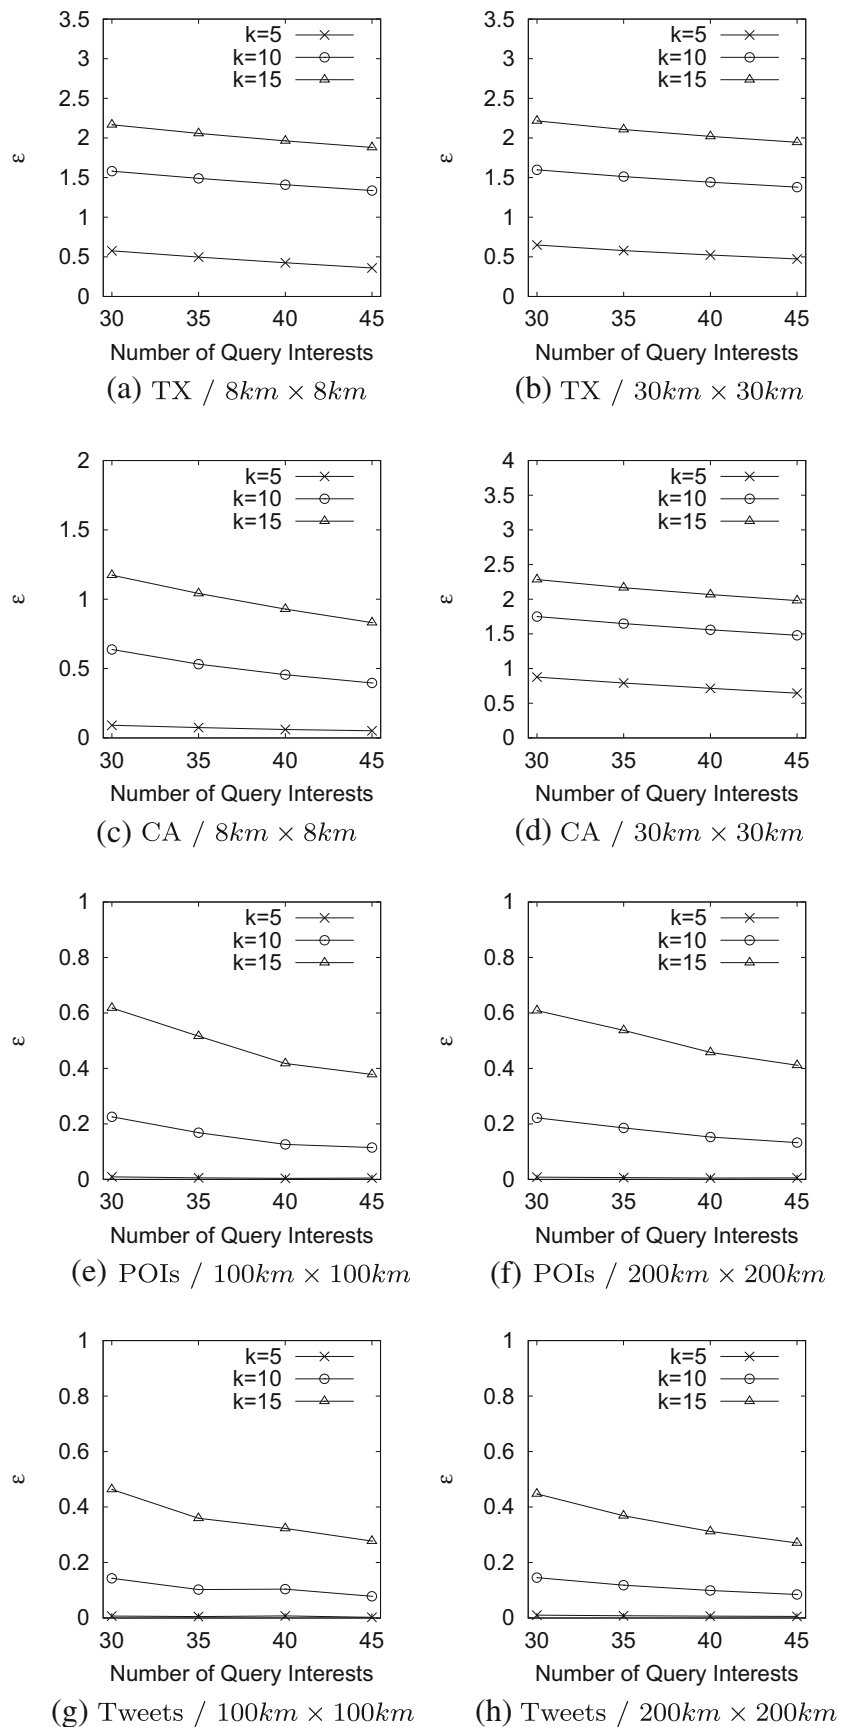 3.5
3
2.5
2
1.5
1
0.5
0
ε
k=5
k=10
k=15
30 35 40 45
Number of Query Interests
(a) TX / 8km × 8km
3.5
3
2.5
2
1.5
1
0.5
0
ε
k=5
k=10
k=15
30 35 40 45
Number of Query Interests
(b) TX / 30km × 30km
2
1.5
1
0.5
0
ε
k=5
k=10
k=15
30 35 40 45
Number of Query Interests
(c) CA / 8km × 8km
4
3.5
3
2.5
2
1.5
1
0.5
0
ε
k=5
k=10
k=15
30 35 40 45
Number of Query Interests
(d) CA / 30km × 30km
1
0.8
0.6
0.4
0.2
0
ε
k=5
k=10
k=15
30 35 40 45
Number of Query Interests
(e) POIs / 100km × 100km
1
0.8
0.6
0.4
0.2
0
ε
k=5
k=10
k=15
30 35 40 45
Number of Query Interests
(f) POIs / 200km × 200km
1
0.8
0.6
0.4
0.2
0
ε
k=5
k=10
k=15
30 35 40 45
Number of Query Interests
(g) Tweets / 100km × 100km
1
0.8
0.6
0.4
0.2
0
ε
k=5
k=10
k=15
30 35 40 45
Number of Query Interests
(h) Tweets / 200km × 200km